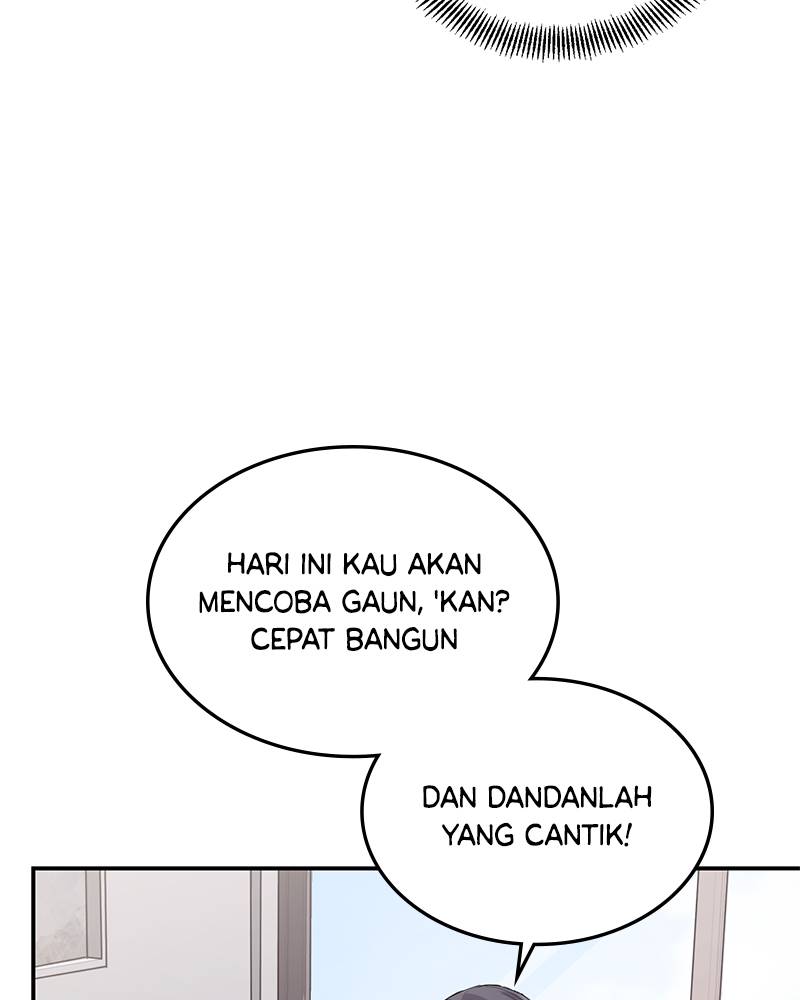 HARI INI KAU AKAN
MENCOBA GAUN, 'KAN?
CEPAT BANGUN
DAN DANDANLAH
YANG CANTIK!